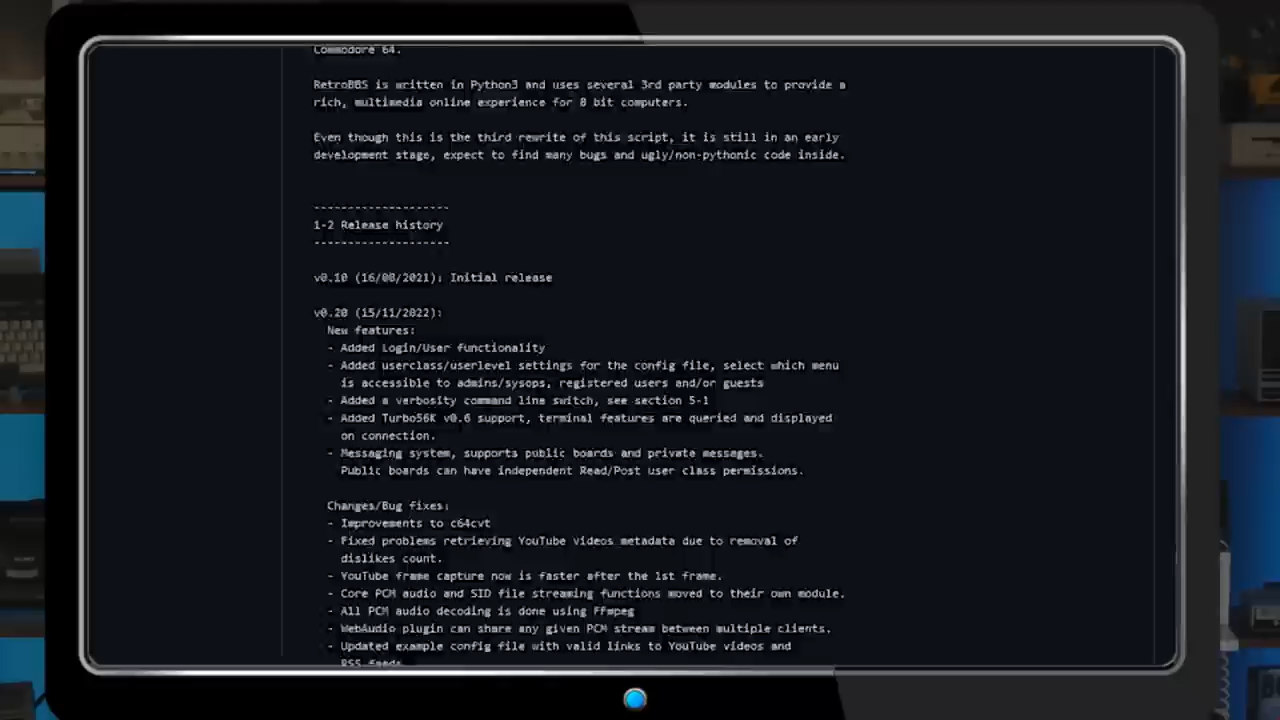 Commodore 64.
RetroBBS is written in Python3 and uses several 3rd party modules to provide a
rich, multimedia online experience for 8 bit computers.
Even though this is the third rewrite of this script, it is still in an early
development stage, expect to find many bugs and ugly/non-pythonic code inside.
--------------------
1-2 Release history
--------------------
v0.10 (16/08/2021): Initial release
v0.20 (15/11/2022):
New features:
- Added Login/User functionality
- Added userclass/userlevel settings for the config file, select which menu
is accessible to admins/sysops, registered users and/or guests
- Added a verbosity command line switch, see section 5-1
- Added Turbo56K v0.6 support, terminal features are queried and displayed
on connection.
- Messaging system, supports public boards and private messages.
Public boards can have independent Read/Post user class permissions.
Changes/Bug fixes:
- Improvements to c64cvt
- Fixed problems retrieving YouTube videos metadata due to removal of
dislikes count.
- YouTube frame capture now is faster after the 1st frame.
- Core PCM audio and SID file streaming functions moved to their own module.
- All PCM audio decoding is done using FFmpeg
- WebAudio plugin can share any given PCM stream between multiple clients.
- Updated example config file with valid links to YouTube videos and
RSS feeds